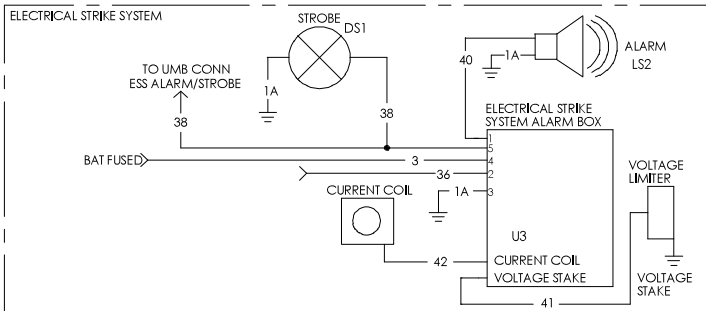 ELECTRICAL STRIKE SYSTEM
STROBE
DS1
TO UMB CONN
ESS ALARM/STROBE
1A
38
38
40
1A
ALARM
LS2
ELECTRICAL STRIKE
SYSTEM ALARM BOX
1
5
BAT FUSED
3
4
36
2
1A
3
CURRENT COIL
VOLTAGE
LIMITER
U3
42
CURRENT COIL
VOLTAGE STAKE
41
VOLTAGE
STAKE